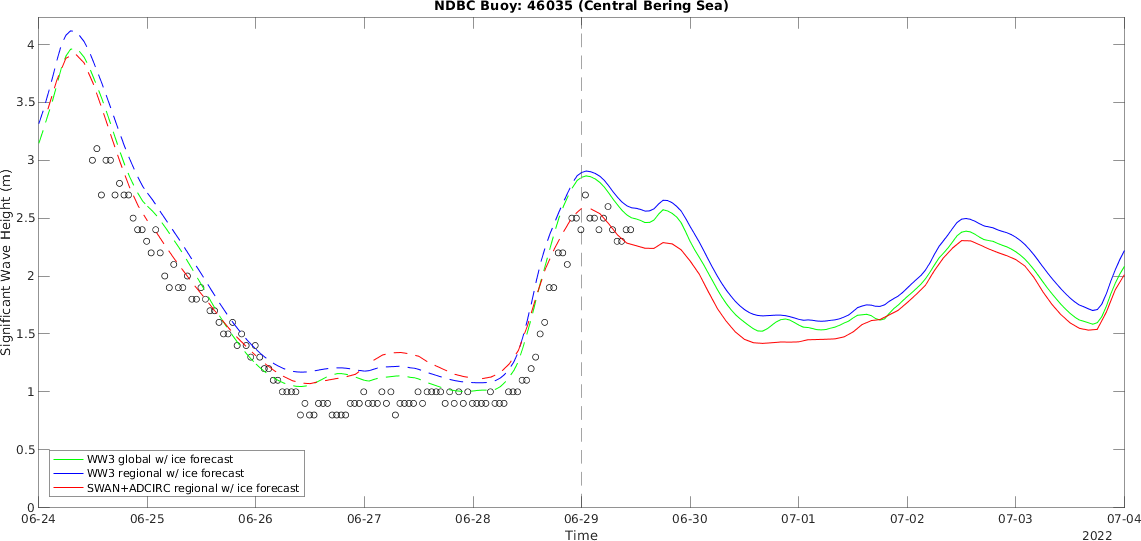 NDBC Buoy: 46035 (Central Bering Sea)
4
3.5
3
2.5
2
1.5
1
0.5
0
Significant Wave Height (m)
WW3 global w/ ice forecast
WW3 regional w/ ice forecast
SWAN+ADCIRC regional w/ ice forecast
06-24 06-25 06-26 06-27 06-28 06-29 06-30 07-01 07-02 07-03 07-04
Time
2022